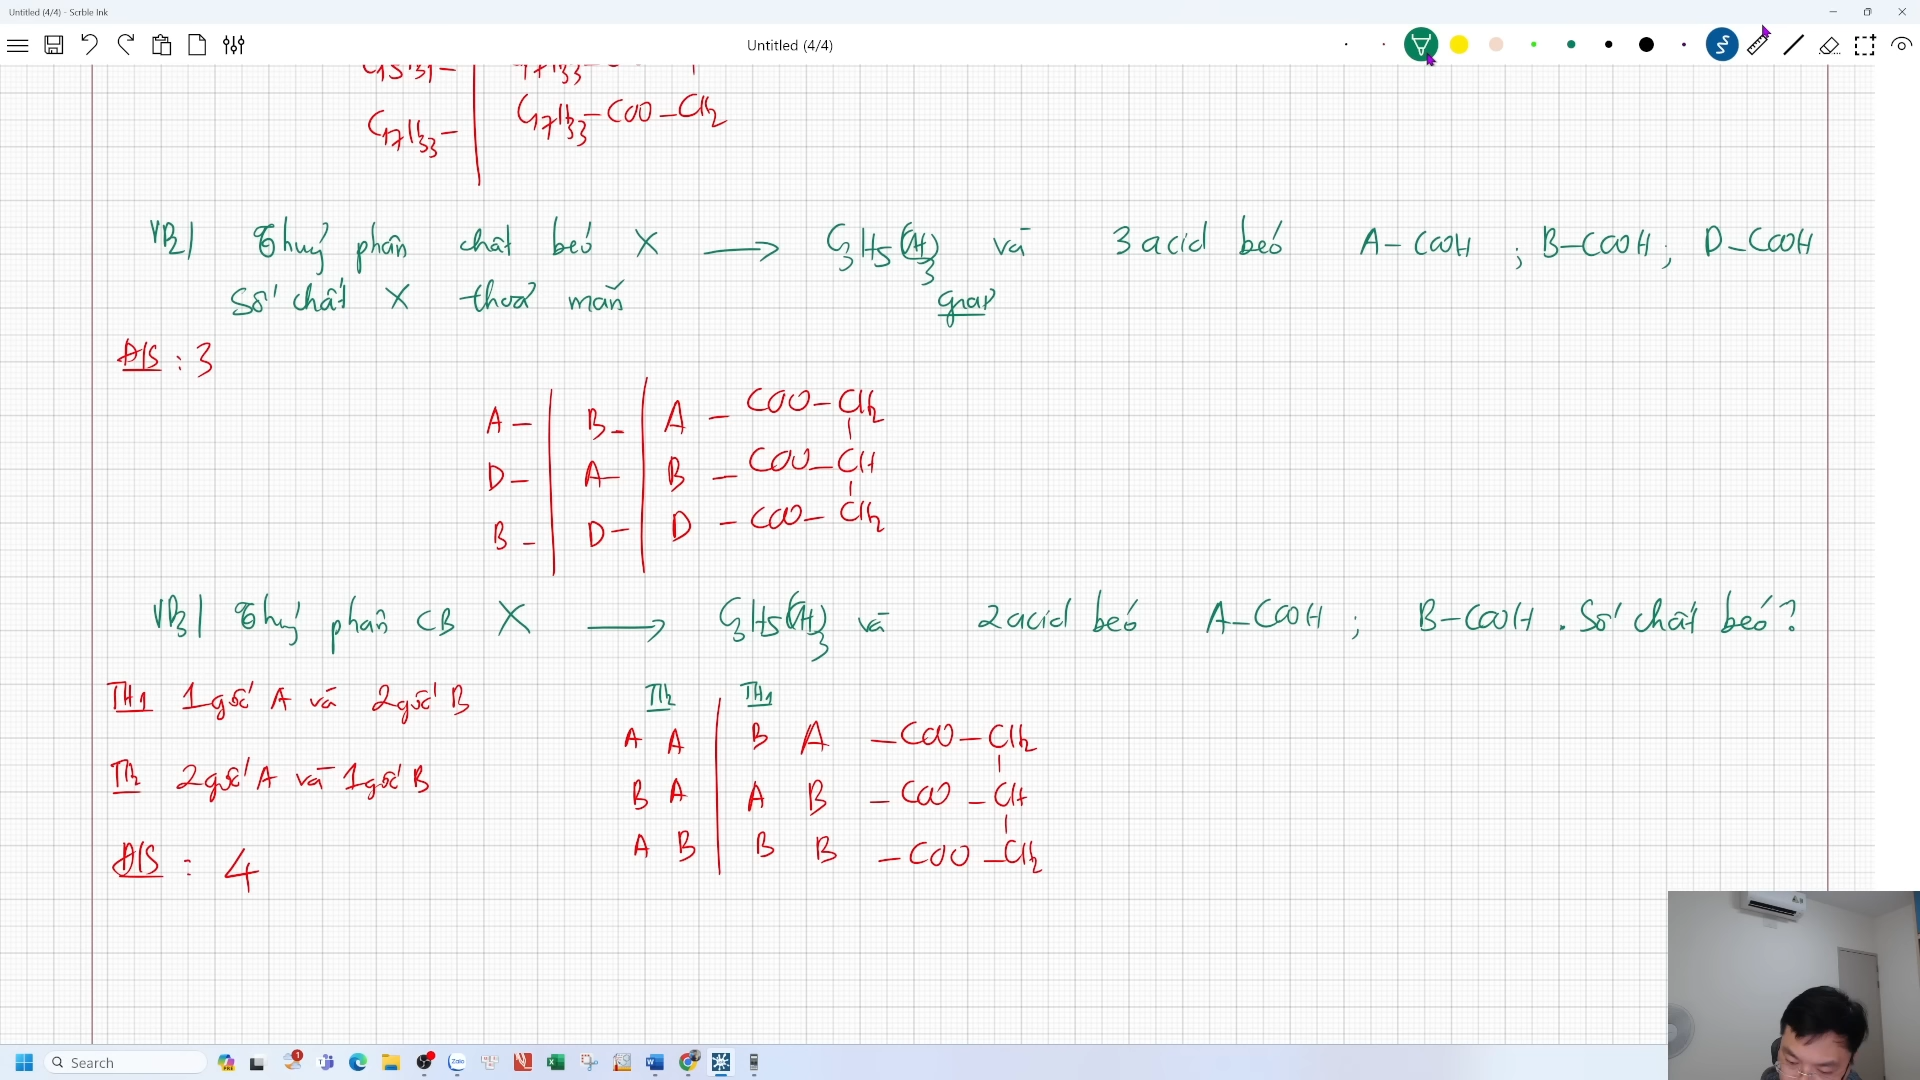 Untitled (4/4) - Scrble Ink
Untitled (4/4)
C17H33- C17H33-COO-CH2
VD2/ Thuỷ phân chất béo X → C3H5(OH)3 và 3 acid béo A-COOH ; B-COOH ; D-COOH
Số chất X thoả mãn
ĐS : 3
A- B- A - COO-CH2
D- A- B - COO-CH
B- D- D - COO-CH2
VD3/ Thuỷ phân CB X → C3H5(OH)3 và 2 acid béo A-COOH ; B-COOH . Số chất béo ?
TH1 1 gốc A và 2 gốc B
TH2 2 gốc A và 1 gốc B
ĐS : 4
TH2 TH1
A A B A -COO-CH2
B A A B -COO-CH
A B B B -COO-CH2
Search